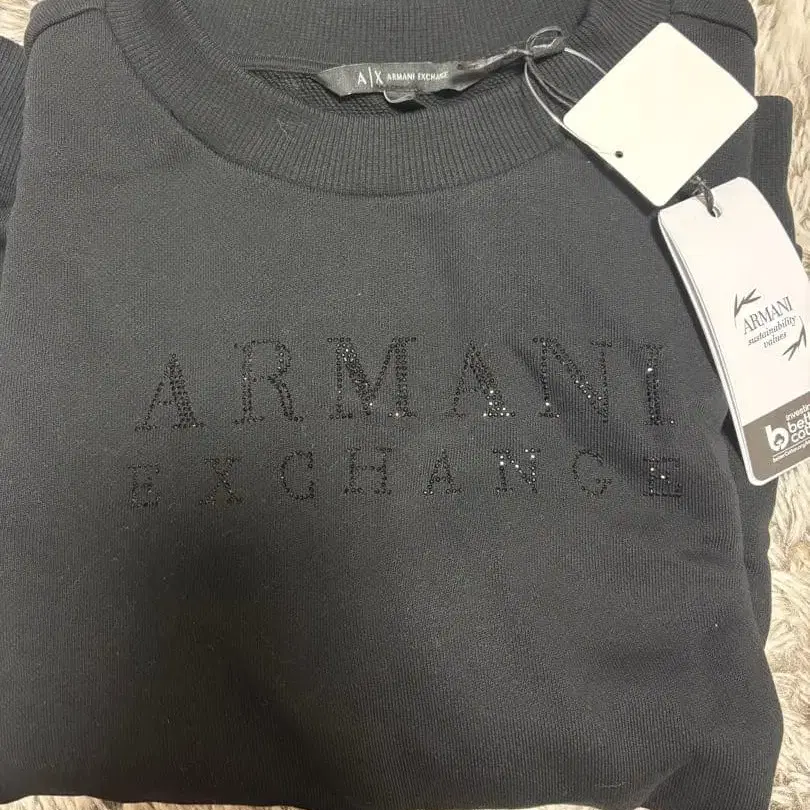 A|X ARMANI EXCHANGE
ARMANI
EXCHANGE
ARMANI
sustainability
values